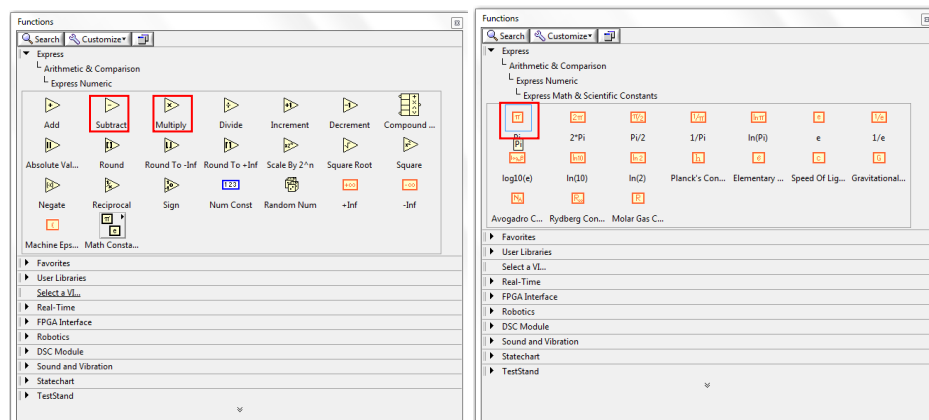 Functions
Search Customize
Express
Arithmetic & Comparison
Express Numeric
Add Subtract Multiply Divide Increment Decrement Compound ...
Absolute Val... Round Round To -Inf Round To +Inf Scale By 2^n Square Root Square
Negate Reciprocal Sign Num Const Random Num +Inf -Inf
Machine Eps... Math Consta...
Favorites
User Libraries
Select a VI...
Real-Time
FPGA Interface
Robotics
DSC Module
Sound and Vibration
Statechart
TestStand
Functions
Search Customize
Express
Arithmetic & Comparison
Express Numeric
Express Math & Scientific Constants
Pi 2*Pi Pi/2 1/Pi ln(Pi) e 1/e
Pi
log10(e) ln(10) ln(2) Planck's Con... Elementary ... Speed Of Lig... Gravitational...
Avogadro C... Rydberg Con... Molar Gas C...
Favorites
User Libraries
Select a VI...
Real-Time
FPGA Interface
Robotics
DSC Module
Sound and Vibration
Statechart
TestStand